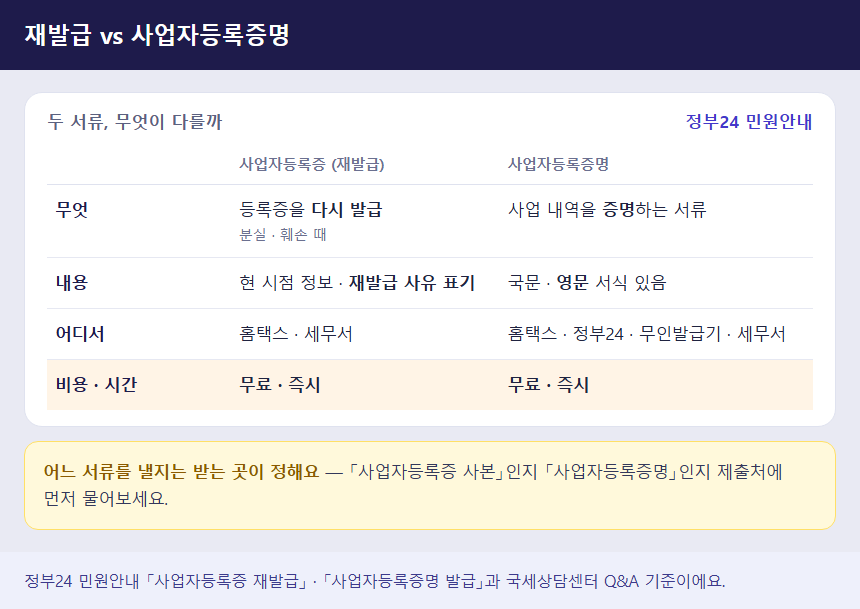 재발급 vs 사업자등록증명
두 서류, 무엇이 다를까
정부24 민원안내
사업자등록증 (재발급) 사업자등록증명
무엇 등록증을 다시 발급 사업 내역을 증명하는 서류
분실 · 훼손 때
내용 현 시점 정보 · 재발급 사유 표기 국문 · 영문 서식 있음
어디서 홈택스 · 세무서 홈택스 · 정부24 · 무인발급기 · 세무서
비용 · 시간 무료 · 즉시 무료 · 즉시
어느 서류를 낼지는 받는 곳이 정해요 — 「사업자등록증 사본」인지 「사업자등록증명」인지 제출처에
먼저 물어보세요.
정부24 민원안내 「사업자등록증 재발급」 · 「사업자등록증명 발급」과 국세상담센터 Q&A 기준이에요.